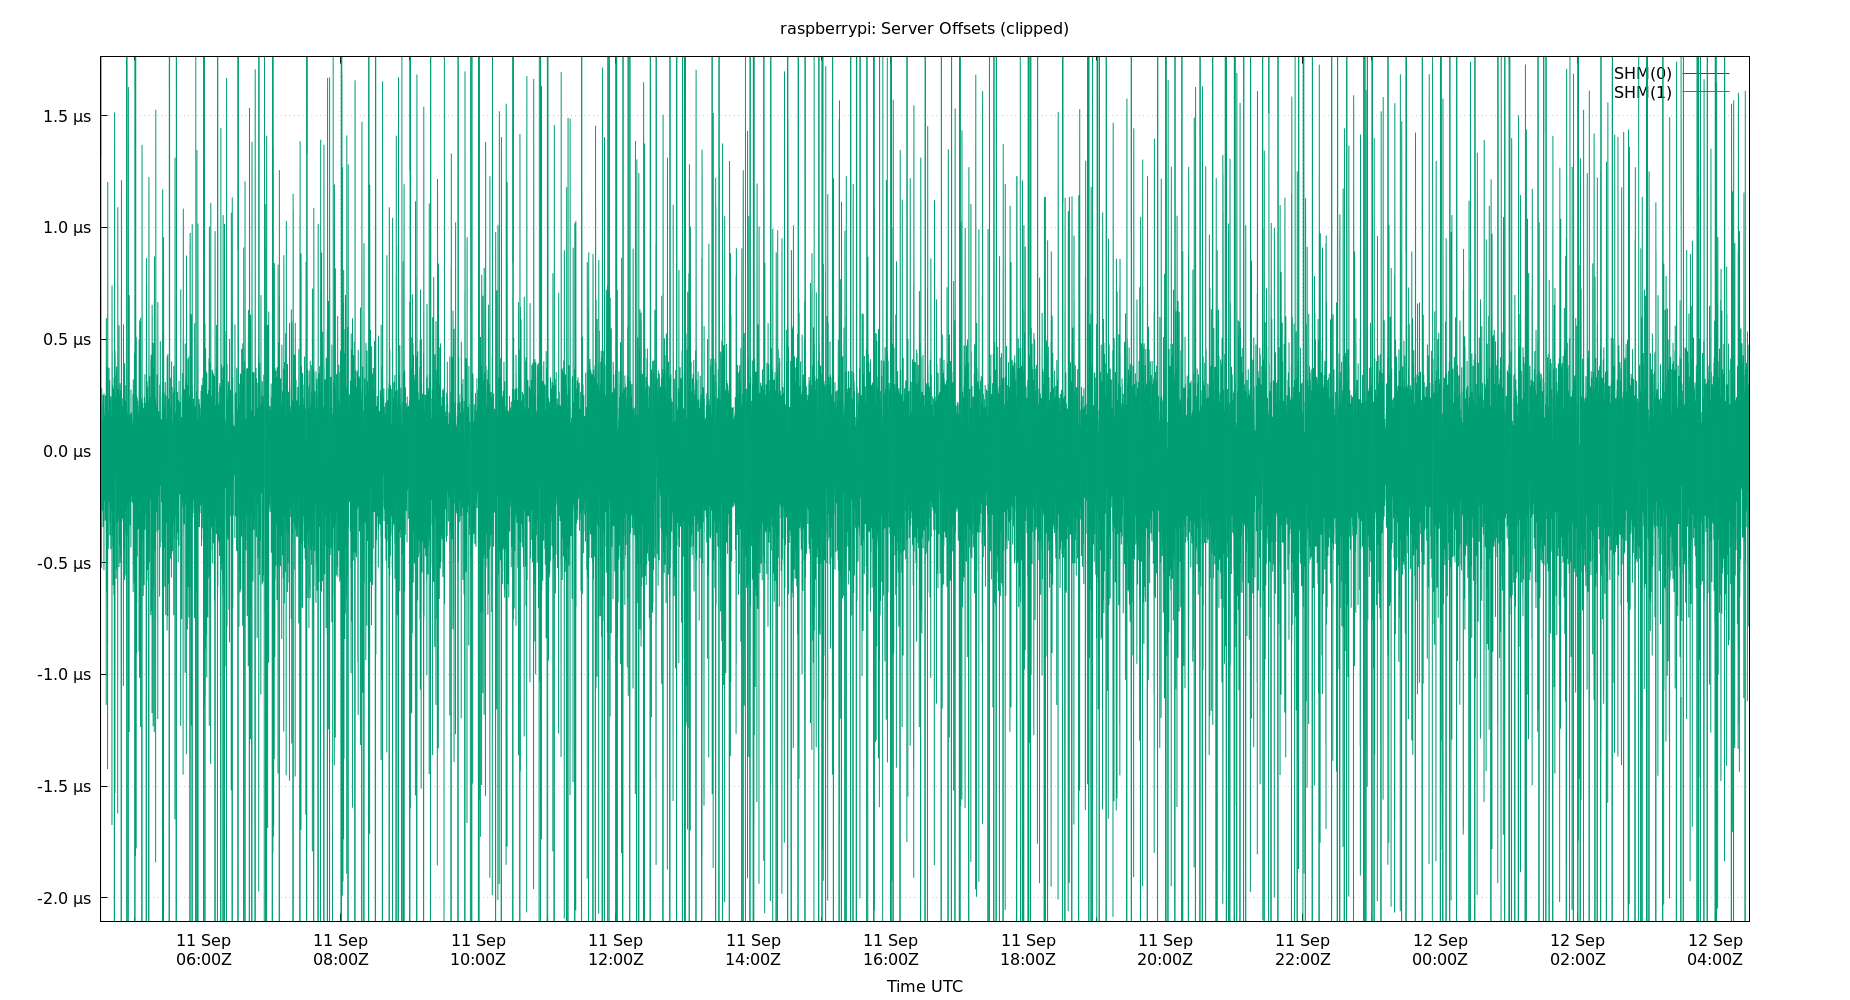 raspberrypi: Server Offsets (clipped)
SHM(0)
SHM(1)
1.5 µs
1.0 µs
0.5 µs
0.0 µs
-0.5 µs
-1.0 µs
-1.5 µs
-2.0 µs
11 Sep 11 Sep 11 Sep 11 Sep 11 Sep 11 Sep 11 Sep 11 Sep 11 Sep 12 Sep 12 Sep 12 Sep
06:00Z 08:00Z 10:00Z 12:00Z 14:00Z 16:00Z 18:00Z 20:00Z 22:00Z 00:00Z 02:00Z 04:00Z
Time UTC